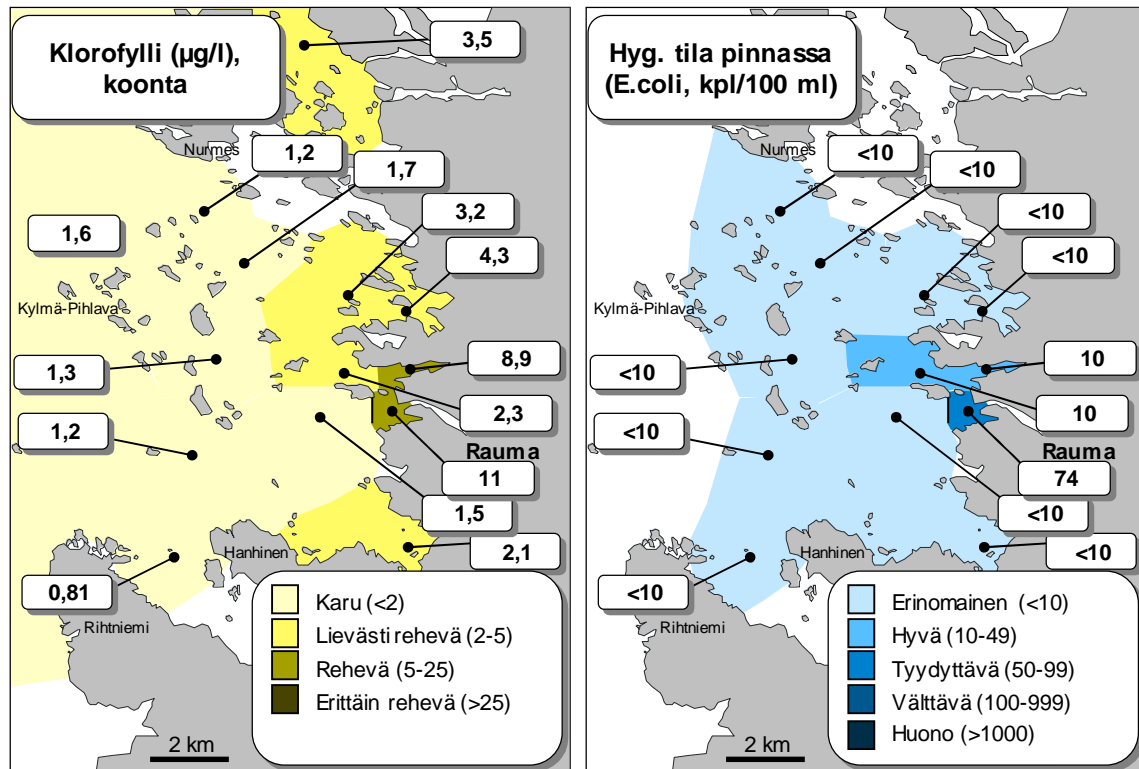 Klorofylli (µg/l),
koonta
3,5
Nurmes
1,2
1,7
3,2
1,6
4,3
Kylmä-Pihlava
8,9
1,3
2,3
1,2
Rauma
11
1,5
Hanhinen
2,1
0,81
Rihtniemi
Karu (<2)
Lievästi rehevä (2-5)
Rehevä (5-25)
Erittäin rehevä (>25)
2 km
Hyg. tila pinnassa
(E.coli, kpl/100 ml)
Nurmes
<10
<10
<10
<10
Kylmä-Pihlava
10
<10
10
<10
Rauma
74
<10
Hanhinen
<10
<10
Rihtniemi
Erinomainen (<10)
Hyvä (10-49)
Tyydyttävä (50-99)
Välttävä (100-999)
Huono (>1000)
2 km